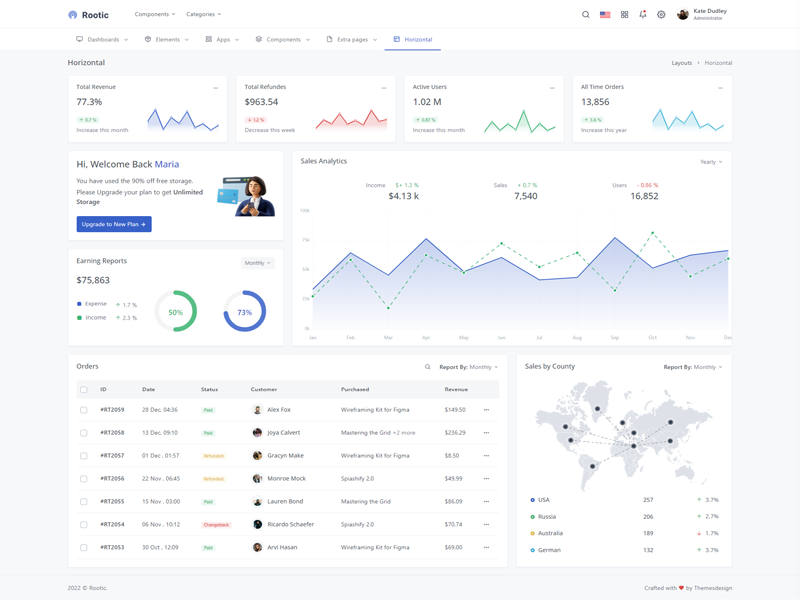 Rootic
Components
Categories
Kate Dudley
Administrator
Dashboards
Elements
Apps
Components
Extra pages
Horizontal
Horizontal
Layouts
Horizontal
Total Revenue
77.3%
Increase this month
Total Refundes
$963.54
1.2 %
Decrease this week
Active Users
1.02 M
0.87 %
Increase this month
All Time Orders
13,856
3.6 %
Increase this year
Hi, Welcome Back Maria
You have used the 90% off free storage.
Please Upgrade your plan to get Unlimited
Storage
Upgrade to New Plan →
Sales Analytics
Yearly
Income $+ 1.3 %
$4.13 k
Sales + 0.7 %
7,540
Users - 0.86 %
16,852
100k
75k
50k
25k
0k
Jan Feb Mar Apr May Jun Jul Aug Sep Oct Nov Dec
Earning Reports
Monthly
$75,863
Expense 1.7 %
Income 2.3 %
50%
73%
Orders
Report By: Monthly
ID Date Status Customer Purchased Revenue
#RT2059 28 Dec, 04:36 Paid Alex Fox Wireframing Kit for Figma $149.50
#RT2058 13 Dec, 09:10 Paid Joya Calvert Mastering the Grid +2 more $236.29
#RT2057 01 Dec . 01:57 Refunded Gracyn Make Wireframing Kit for Figma $8.50
#RT2056 22 Nov . 06:45 Refunded Monroe Mock Spiashify 2.0 $49.99
#RT2055 15 Nov . 03:00 Paid Lauren Bond Mastering the Grid $86.09
#RT2054 06 Nov . 10:12 Chargeback Ricardo Schaefer Spiashify 2.0 $70.74
#RT2053 30 Oct . 12:09 Paid Arvi Hasan Wireframing Kit for Figma $69.00
Sales by County
Report By: Monthly
USA 257 3.7%
Russia 206 2.7%
Australia 189 1.7%
German 132 3.7%
2022 © Rootic.
Crafted with ❤ by Themesdesign